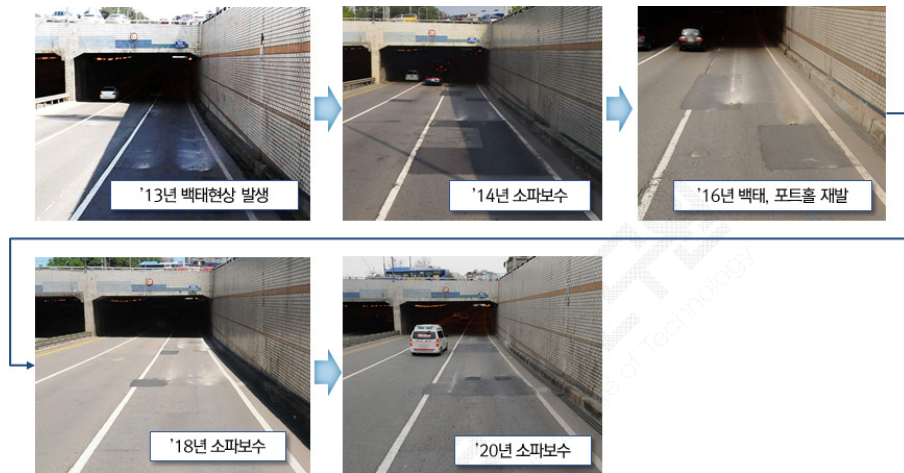 '13년 백태현상 발생
'14년 소파보수
'16년 백태, 포트홀 재발
'18년 소파보수
'20년 소파보수
e of Technology